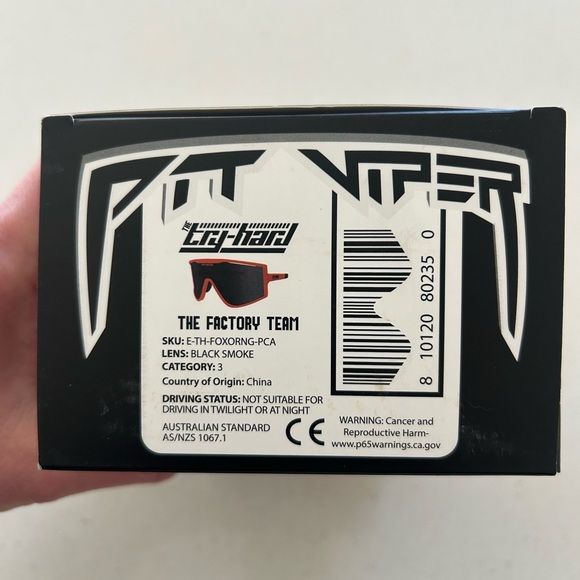 PIT VIPER
THE
try-hard
THE FACTORY TEAM
SKU: E-TH-FOXORNG-PCA
LENS: BLACK SMOKE
CATEGORY: 3
Country of Origin: China
DRIVING STATUS: NOT SUITABLE FOR
DRIVING IN TWILIGHT OR AT NIGHT
AUSTRALIAN STANDARD
AS/NZS 1067.1
CE
8 10120 80235 0
WARNING: Cancer and
Reproductive Harm-
www.p65warnings.ca.gov